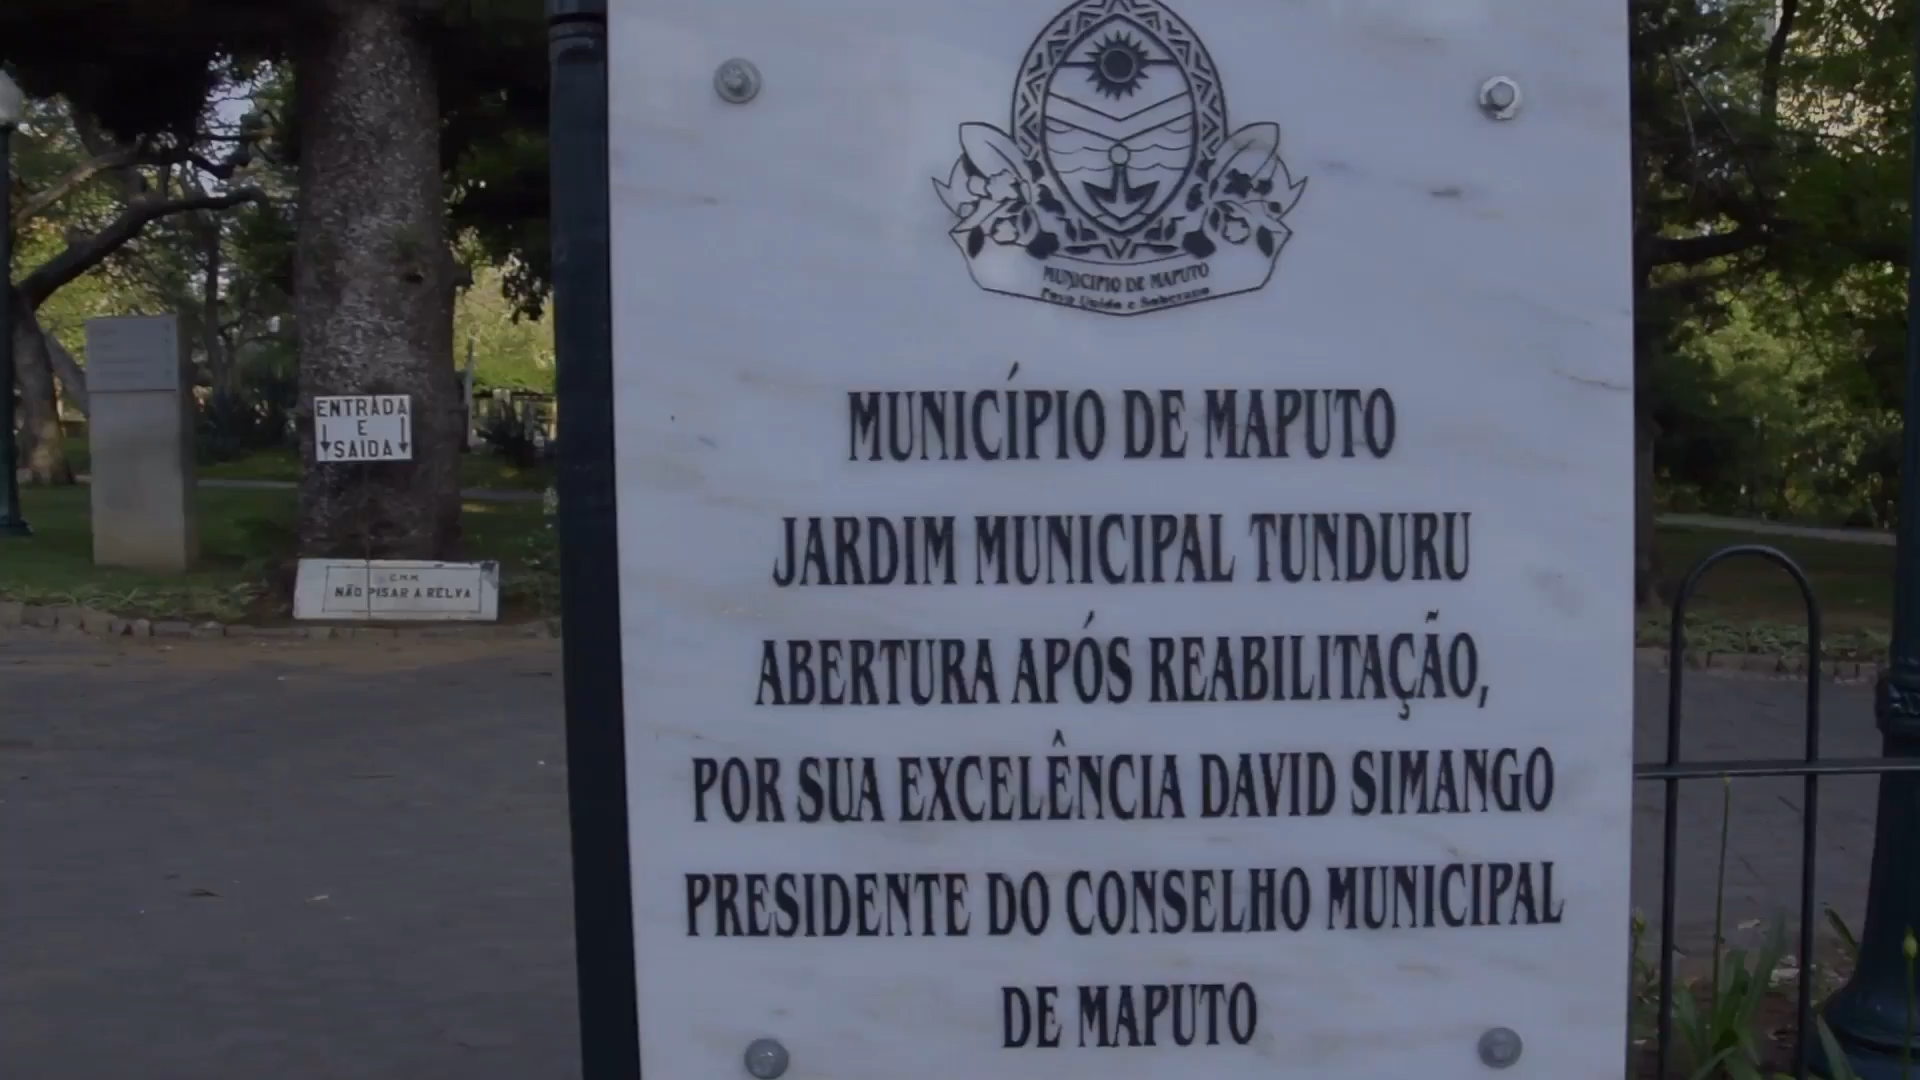 MUNICIPIO DE MAPUTO
MUNICÍPIO DE MAPUTO
JARDIM MUNICIPAL TUNDURU
ABERTURA APÓS REABILITAÇÃO,
POR SUA EXCELÊNCIA DAVID SIMANGO
PRESIDENTE DO CONSELHO MUNICIPAL
DE MAPUTO
ENTRADA
E
SAIDA
NÃO PISAR A RELVA